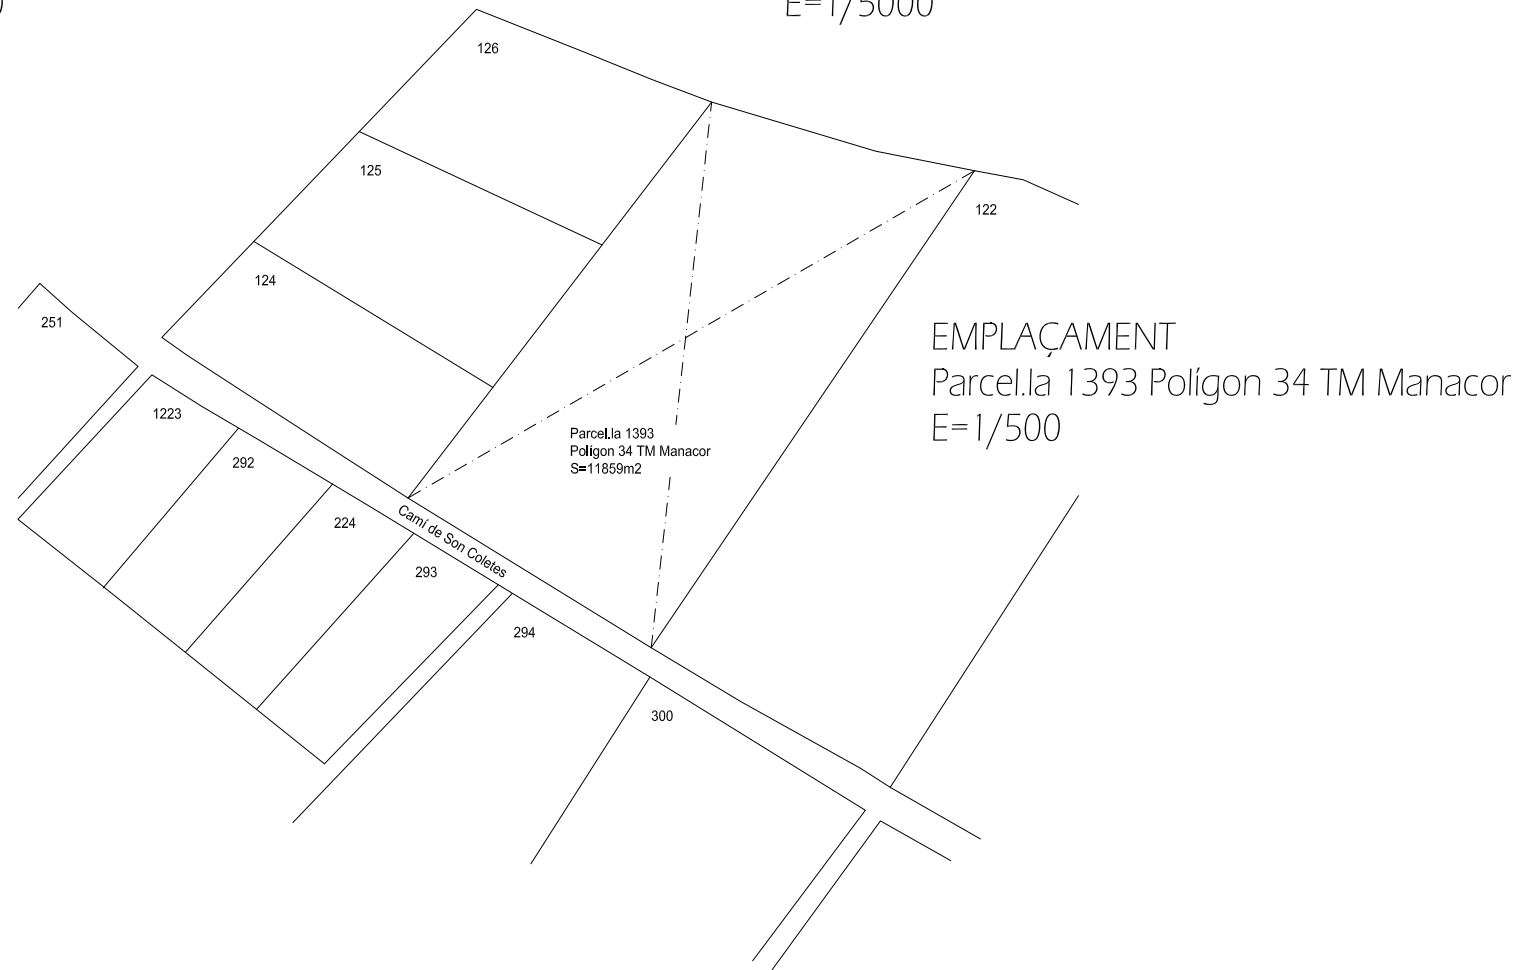 E=1/5000
126
125
122
124
251
EMPLAÇAMENT
Parcel.la 1393 Polígon 34 TM Manacor
E=1/500
1223
Parcel.la 1393
Polígon 34 TM Manacor
S=11859m2
292
224
Camí de Son Coletes
293
294
300